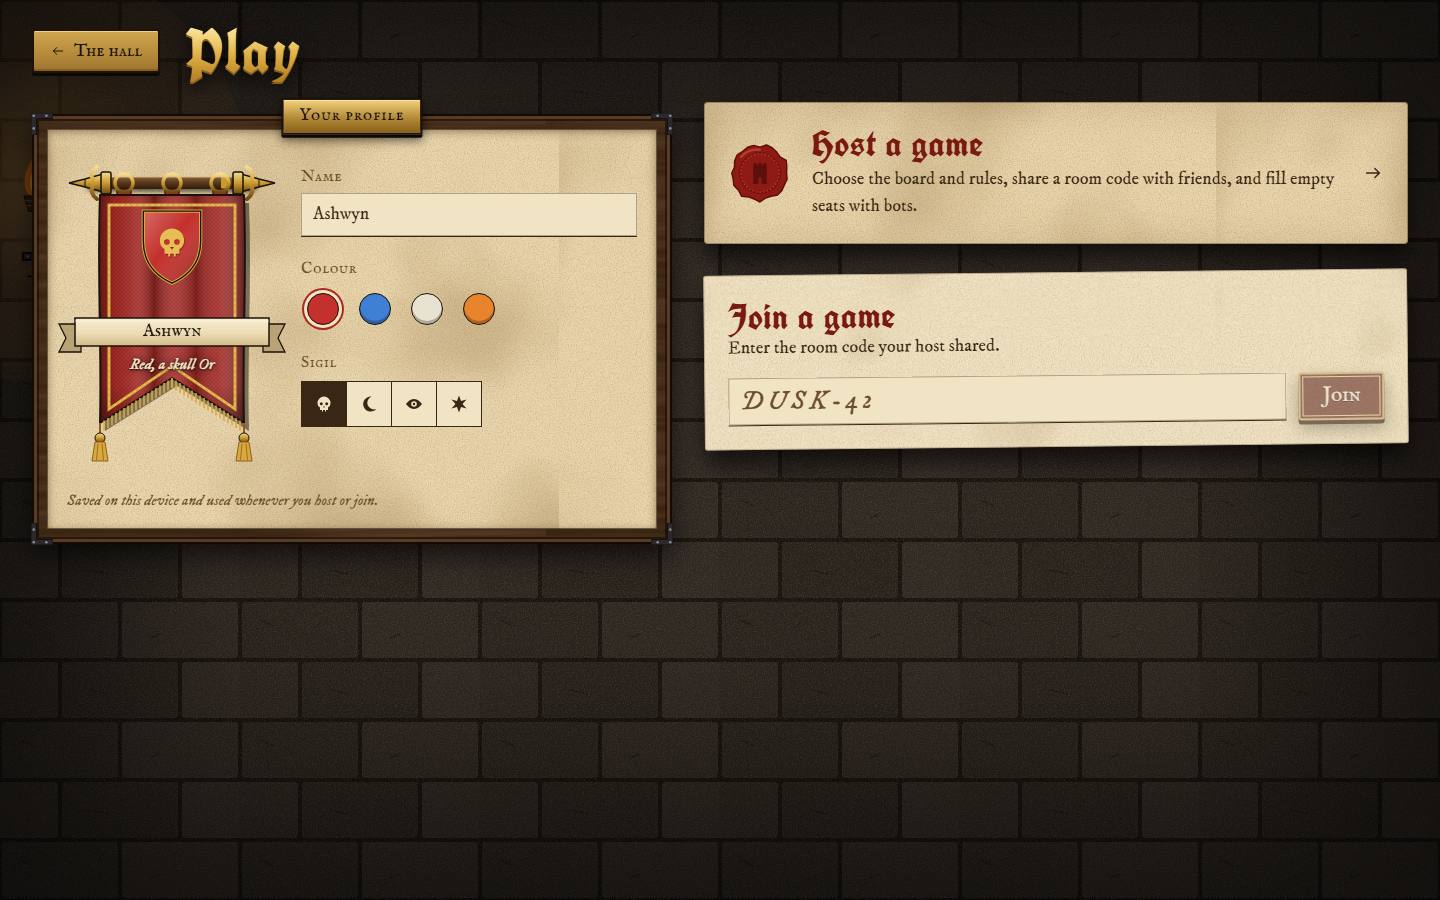 ← The hall
Play
Your profile
Name
Ashwyn
Colour
Ashwyn
Red, a skull Or
Sigil
Saved on this device and used whenever you host or join.
Host a game
Choose the board and rules, share a room code with friends, and fill empty
seats with bots.
→
Join a game
Enter the room code your host shared.
DUSK-42
Join